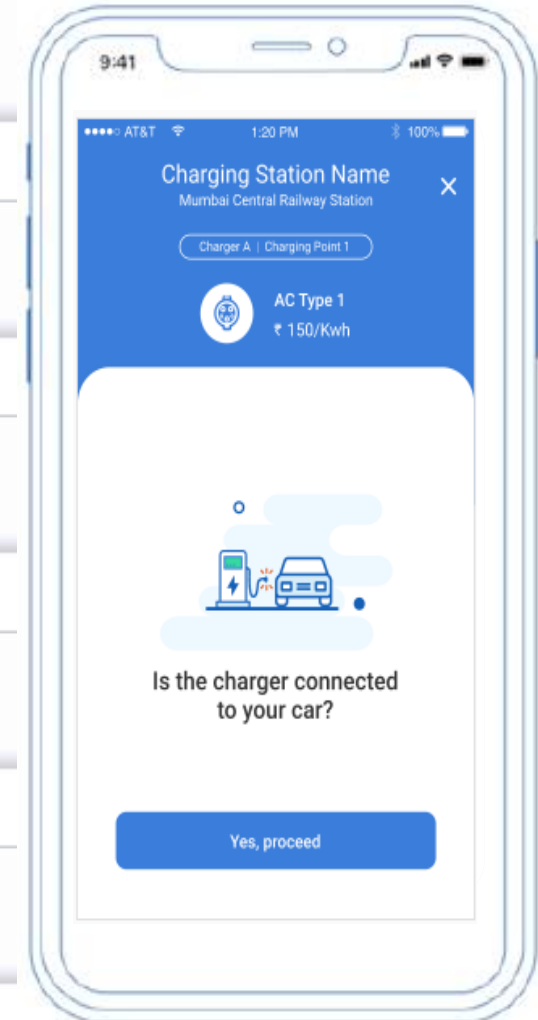 9:41
AT&T 1:20 PM 100%
Charging Station Name
Mumbai Central Railway Station
Charger A | Charging Point 1
AC Type 1
₹ 150/Kwh
Is the charger connected
to your car?
Yes, proceed